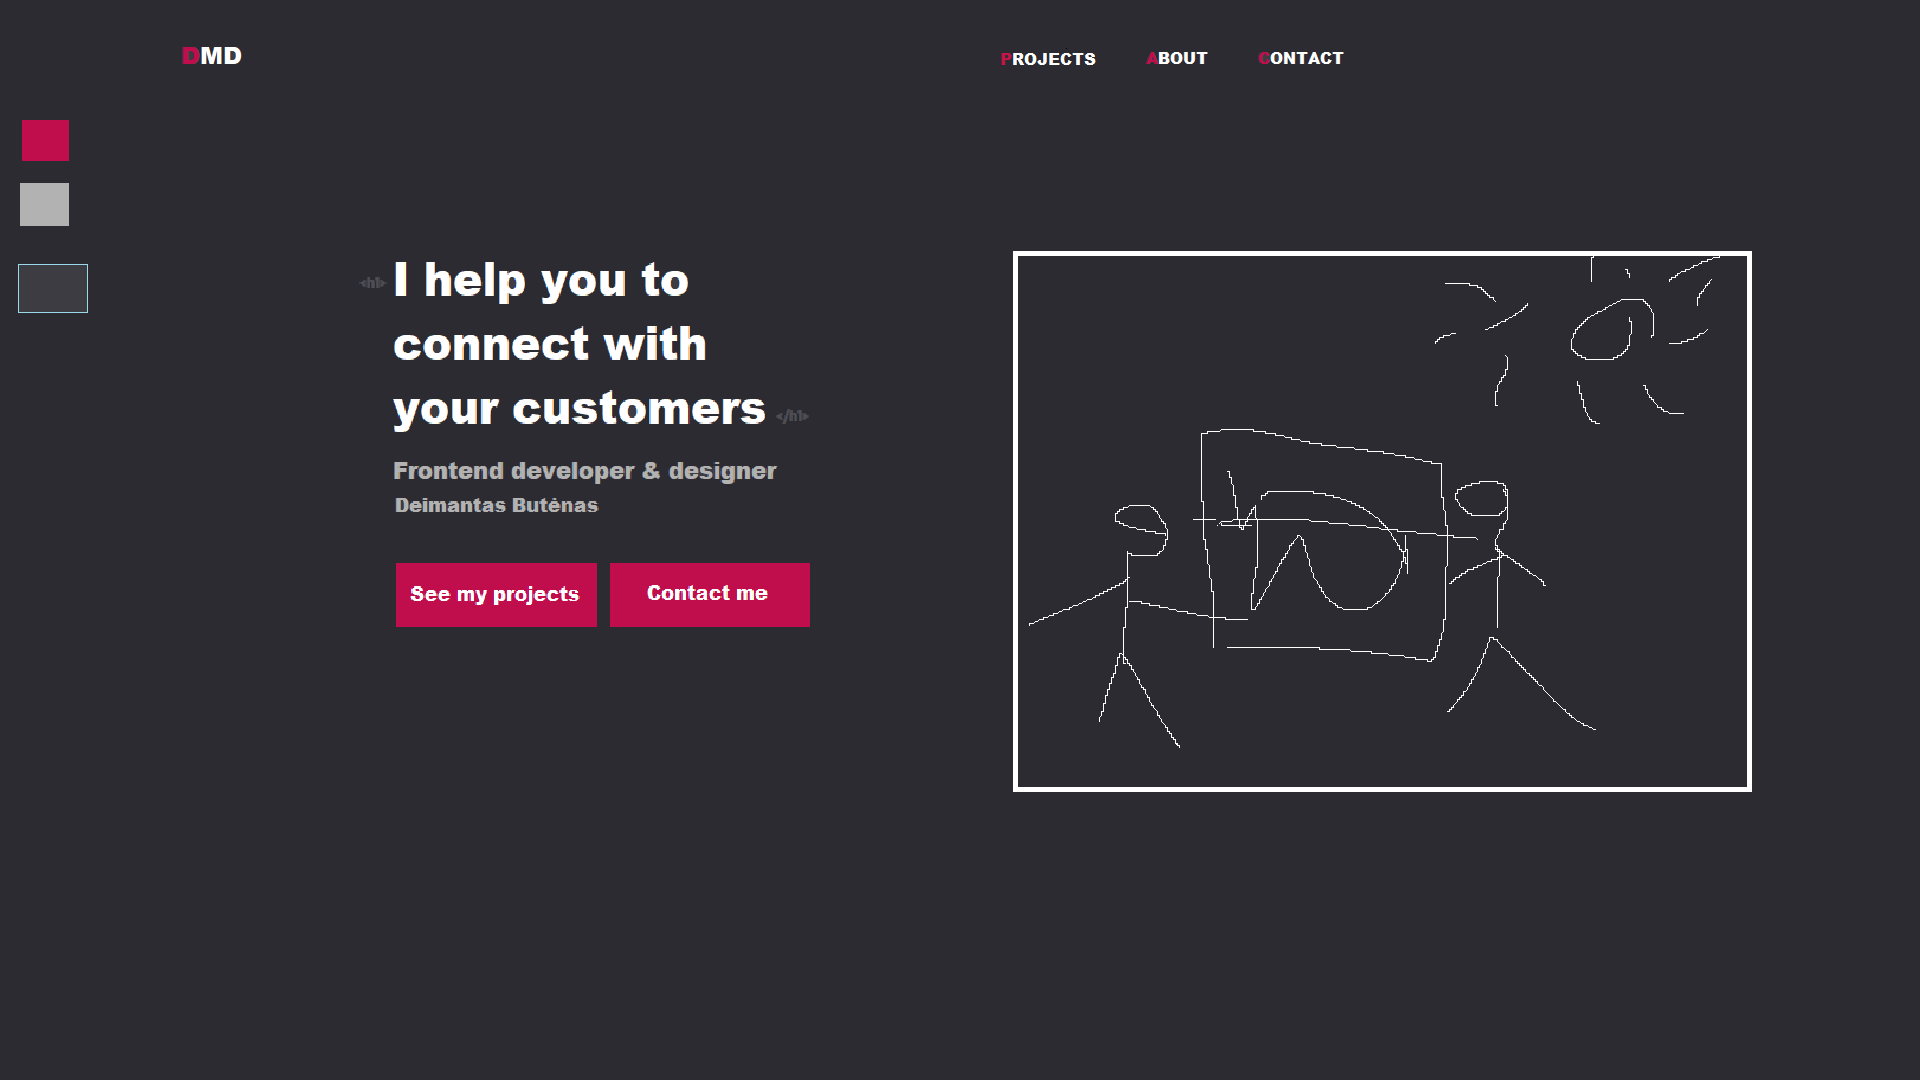 DMD
PROJECTS ABOUT CONTACT
<h1> I help you to
connect with
your customers </h1>
Frontend developer & designer
Deimantas Butėnas
See my projects
Contact me